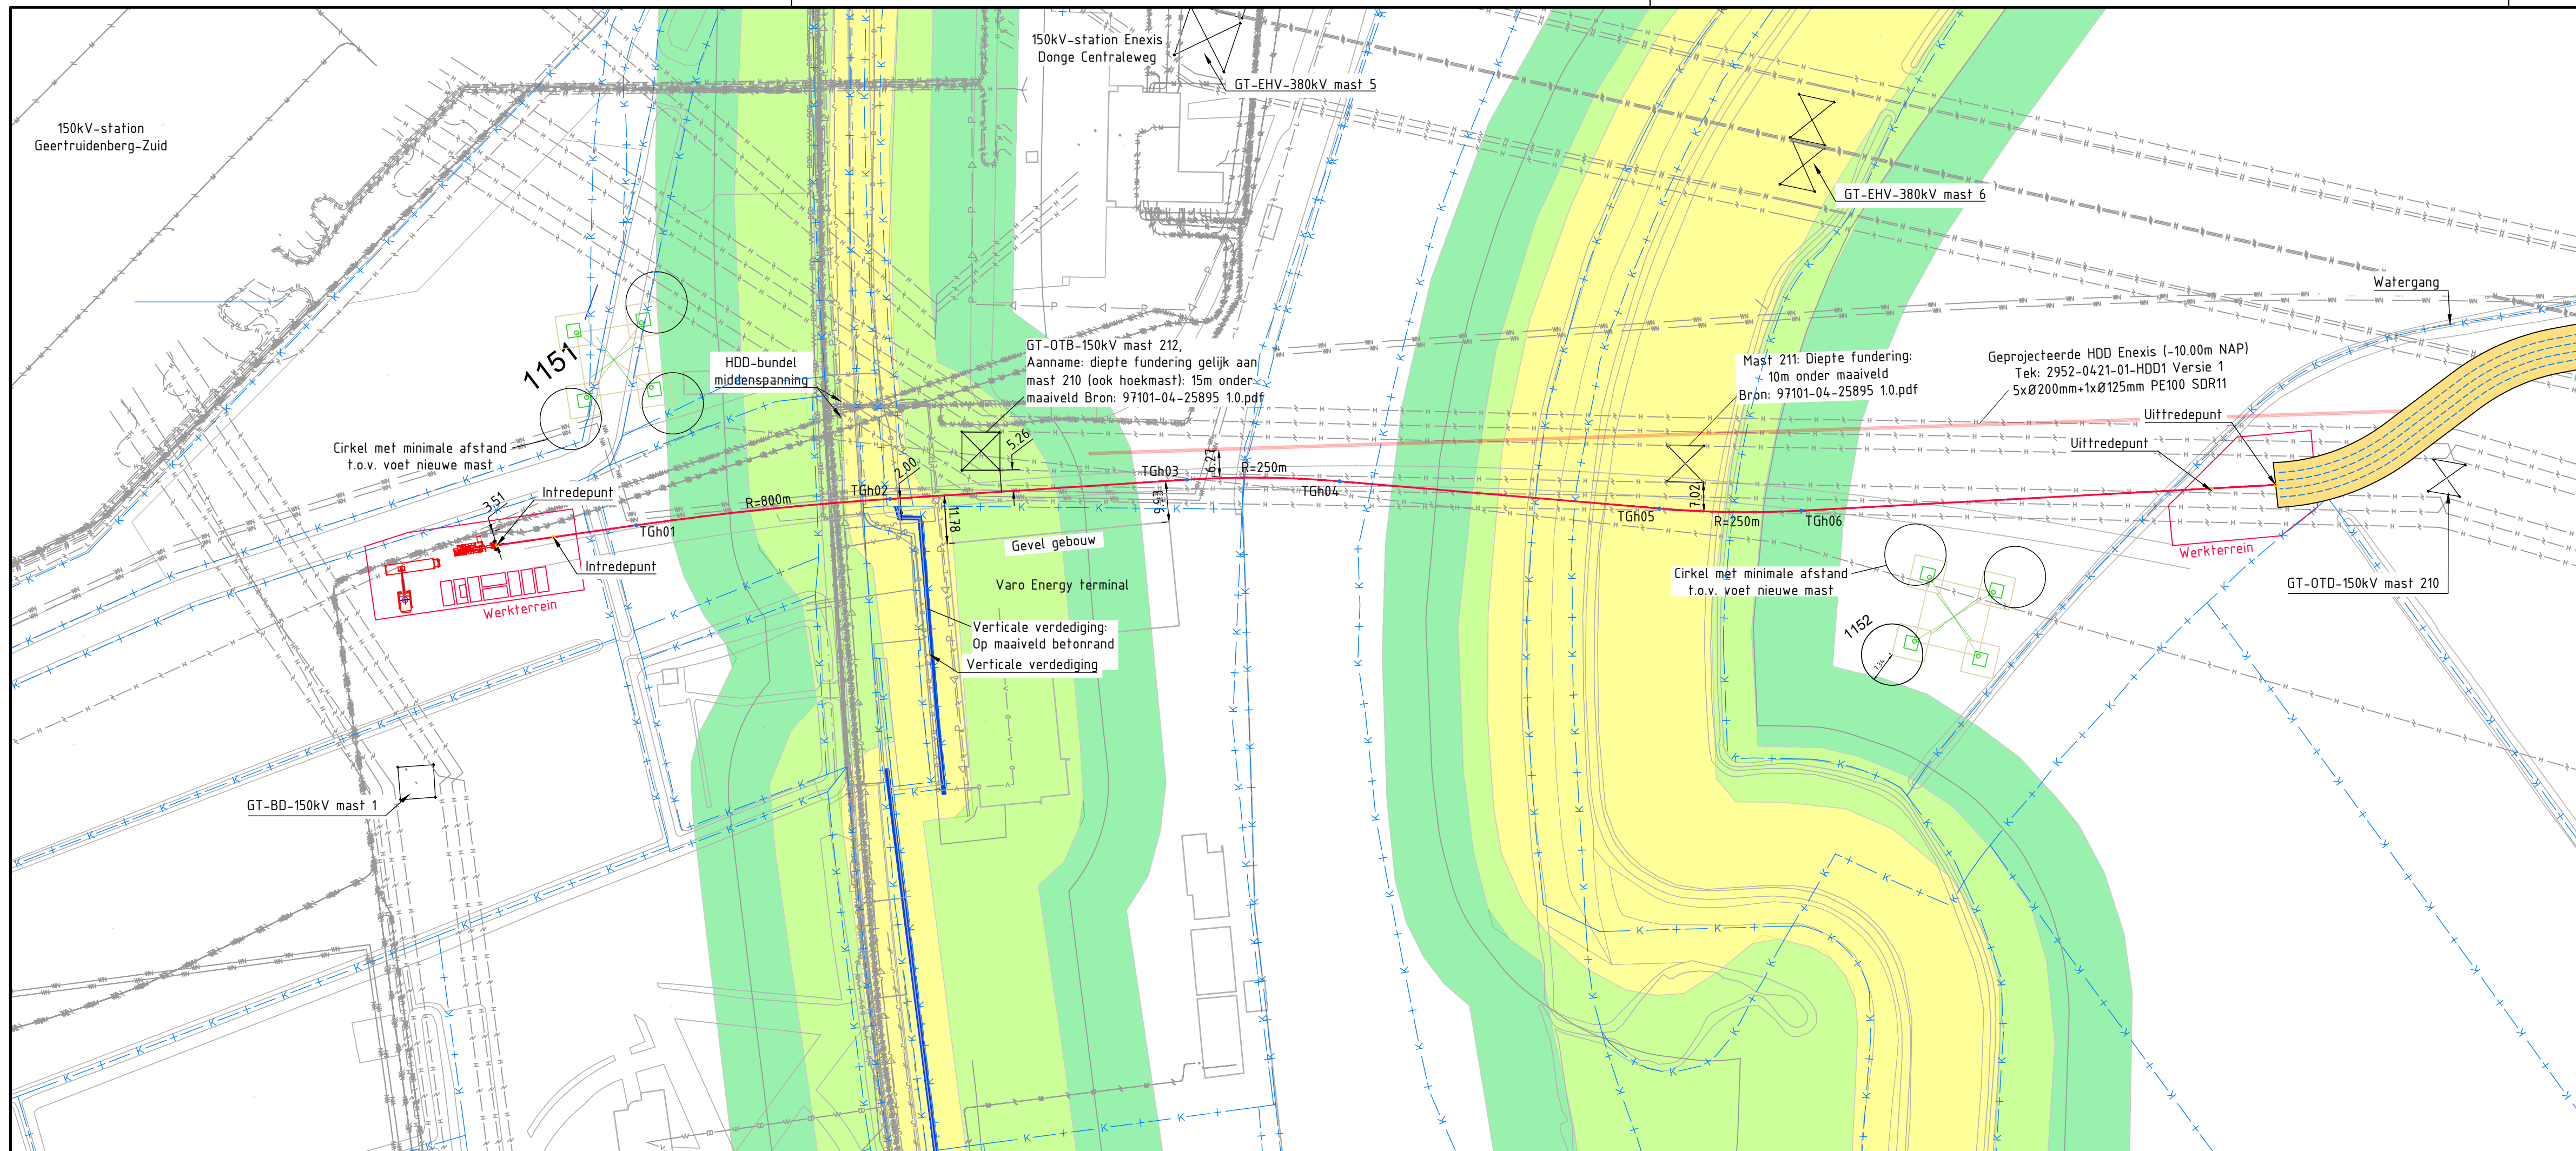 150kV-station Enexis
Donge Centraleweg
GT-EHV-380kV mast 5
150kV-station
Geertruidenberg-Zuid
GT-EHV-380kV mast 6
Watergang
1151
HDD-bundel
middenspanning
GT-OTB-150kV mast 212,
Aanname: diepte fundering gelijk aan
mast 210 (ook hoekmast): 15m onder
maaiveld Bron: 97101-04-25895 1.0.pdf
Mast 211: Diepte fundering:
10m onder maaiveld
Bron: 97101-04-25895 1.0.pdf
Geprojecteerde HDD Enexis (-10.00m NAP)
Tek: 2952-0421-01-HDD1 Versie 1
5xØ200mm+1xØ125mm PE100 SDR11
Uittredepunt
Uittredepunt
Cirkel met minimale afstand
t.o.v. voet nieuwe mast
5.26
2.00
6.27
TGh03
R=250m
TGh04
TGh02
R=800m
3.51
Intredepunt
TGh01
Intredepunt
11.78
9.93
7.02
TGh05
R=250m
TGh06
Gevel gebouw
Varo Energy terminal
Werkterrein
Werkterrein
Cirkel met minimale afstand
t.o.v. voet nieuwe mast
GT-OTD-150kV mast 210
1152
7.34
Verticale verdediging:
Op maaiveld betonrand
Verticale verdediging
GT-BD-150kV mast 1